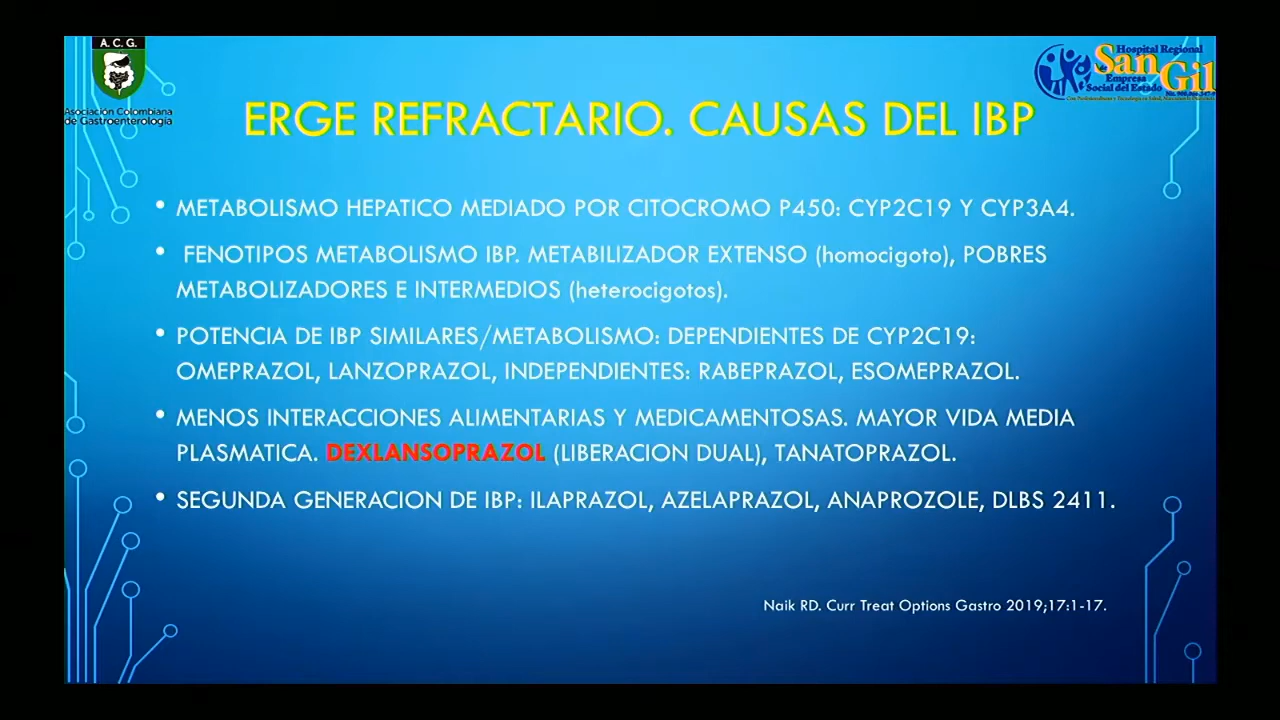 A. C. G.
Asociación Colombiana
de Gastroenterología
Hospital Regional
San Gil
Empresa
Social del Estado
ERGE REFRACTARIO. CAUSAS DEL IBP
• METABOLISMO HEPATICO MEDIADO POR CITOCROMO P450: CYP2C19 Y CYP3A4.
• FENOTIPOS METABOLISMO IBP. METABILIZADOR EXTENSO (homocigoto), POBRES
METABOLIZADORES E INTERMEDIOS (heterocigotos).
• POTENCIA DE IBP SIMILARES/METABOLISMO: DEPENDIENTES DE CYP2C19:
OMEPRAZOL, LANZOPRAZOL, INDEPENDIENTES: RABEPRAZOL, ESOMEPRAZOL.
• MENOS INTERACCIONES ALIMENTARIAS Y MEDICAMENTOSAS. MAYOR VIDA MEDIA
PLASMATICA. DEXLANSOPRAZOL (LIBERACION DUAL), TANATOPRAZOL.
• SEGUNDA GENERACION DE IBP: ILAPRAZOL, AZELAPRAZOL, ANAPROZOLE, DLBS 2411.
Naik RD. Curr Treat Options Gastro 2019;17:1-17.